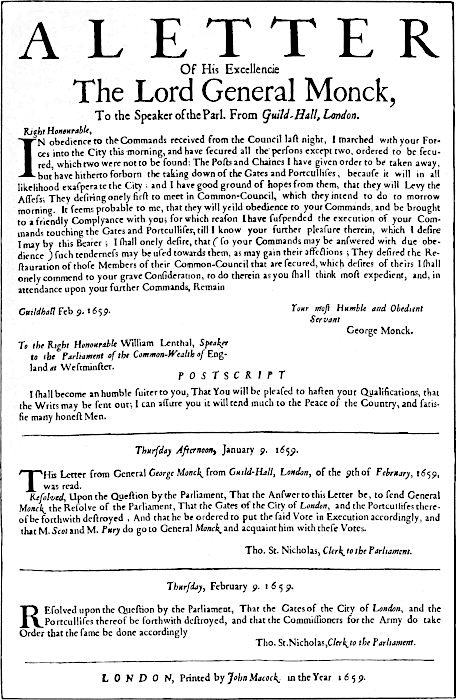 A LETTER
Of His Excellencie
The Lord General Monck,
To the Speaker of the Parl. From Guild-Hall, London.
Right Honourable,
IN obedience to the Commands received from the Council laſt night, I marched with your For-
ces into the City this morning, and have ſecured all the perſons except two, ordered to be ſecu-
red, which two were not to be found: The Poſts and Chaines I have given order to be taken away,
but have hitherto forborn the taking down of the Gates and Portculliſes, becauſe it will in all
likelihood exaſperate the City: and I have good ground of hopes from them, that they will Levy the
Aſſeſs; They deſiring onely firſt to meet in Common-Council, which they intend to do to morrow
morning. It ſeems probable to me, that they will yeild obedience to your Commands, and be brought
to a friendly Complyance with you; for which reaſon I have ſuſpended the execution of your Com-
mands touching the Gates and Portculliſes, till I know your further pleaſure therein, which I deſire
I may by this Bearer; I ſhall onely deſire, that (ſo your Commands may be anſwered with due obe-
dience) ſuch tenderneſs may be uſed towards them, as may gain their affections; They deſired the Re-
ſtauration of thoſe Members of their Common-Council that are ſecured, which deſires of theirs I ſhall
onely commend to your grave Conſideration, to do therein as you ſhall think moſt expedient, and, in
attendance upon your further Commands, Remain
Guildhall Feb 9. 1659.
Your moſt Humble and Obedient
Servant
George Monck.
To the Right Honourable William Lenthal, Speaker
to the Parliament of the Common-Wealth of Eng-
land at Weſtminſter.
POSTSCRIPT
I ſhall become an humble ſuiter to you, That You will be pleaſed to haſten your Qualifications, that
the Writs may be ſent out; I can aſſure you it will tend much to the Peace of the Country, and ſatis-
fie many honeſt Men.
Thurſday Afternoon, January 9. 1659.
THis Letter from General George Monck from Guild-Hall, London, of the 9th of February, 1659,
was read.
Reſolved, Upon the Queſtion by the Parliament, That the Anſwer to this Letter be, to ſend General
Monck the Reſolve of the Parliament, That the Gates of the City of London, and the Portculliſes there-
of be forthwith deſtroyed, And that he be ordered to put the ſaid Vote in Execution accordingly, and
that M. Scot and M. Pury do go to General Monck and acquaint him with theſe Votes.
Tho. St. Nicholas, Clerk to the Parliament.
Thurſday, February 9. 1659.
REſolved upon the Queſtion by the Parliament, That the Gates of the City of London, and the
Portculliſes thereof be forthwith deſtroyed, and that the Commiſſioners for the Army do take
Order that the ſame be done accordingly
Tho. St. Nicholas, Clerk to the Parliament.
LONDON, Printed by John Macock in the Year 1659.